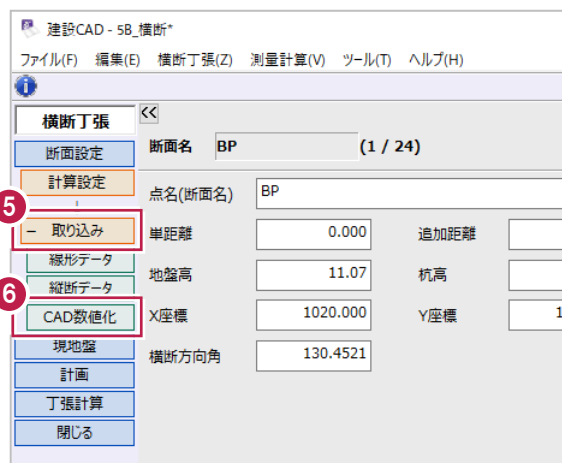 建設CAD - 5B_横断*
ファイル(F) 編集(E) 横断丁張(Z) 測量計算(V) ツール(T) ヘルプ(H)
横断丁張
<<
断面設定
断面名 BP (1 / 24)
計算設定
点名(断面名) BP
5
− 取り込み
単距離 0.000 追加距離
線形データ
地盤高 11.07 杭高
6
縦断データ
CAD数値化
X座標 1020.000 Y座標 1
現地盤
横断方向角 130.4521
計画
丁張計算
閉じる